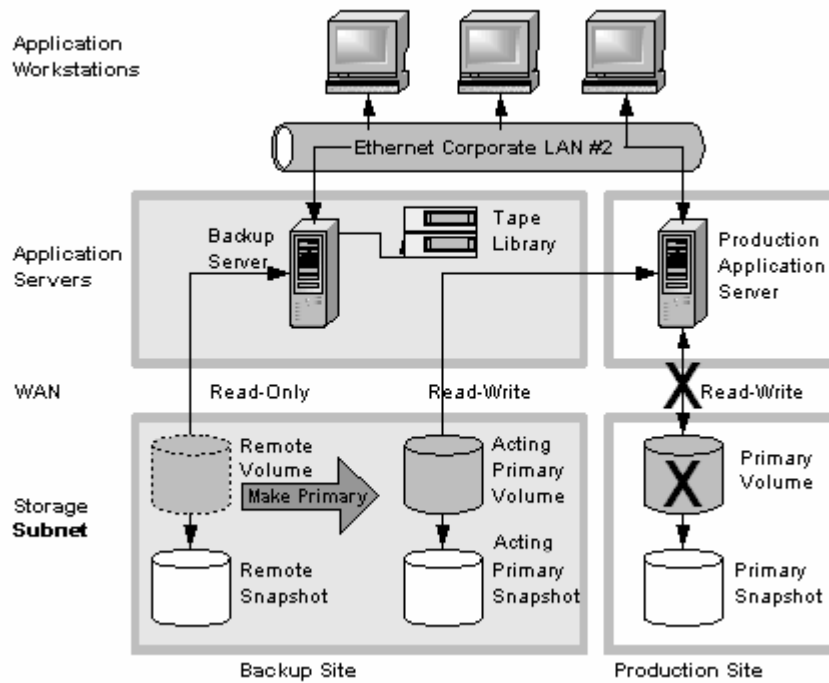 Application
Workstations
Ethernet Corporate LAN #2
Application
Servers
Backup
Server
Tape
Library
Production
Application
Server
WAN
Read-Only
Read-Write
X
Read-Write
Storage
Subnet
Remote
Volume
Make Primary
Acting
Primary
Volume
X
Primary
Volume
Remote
Snapshot
Acting
Primary
Snapshot
Primary
Snapshot
Backup Site
Production Site